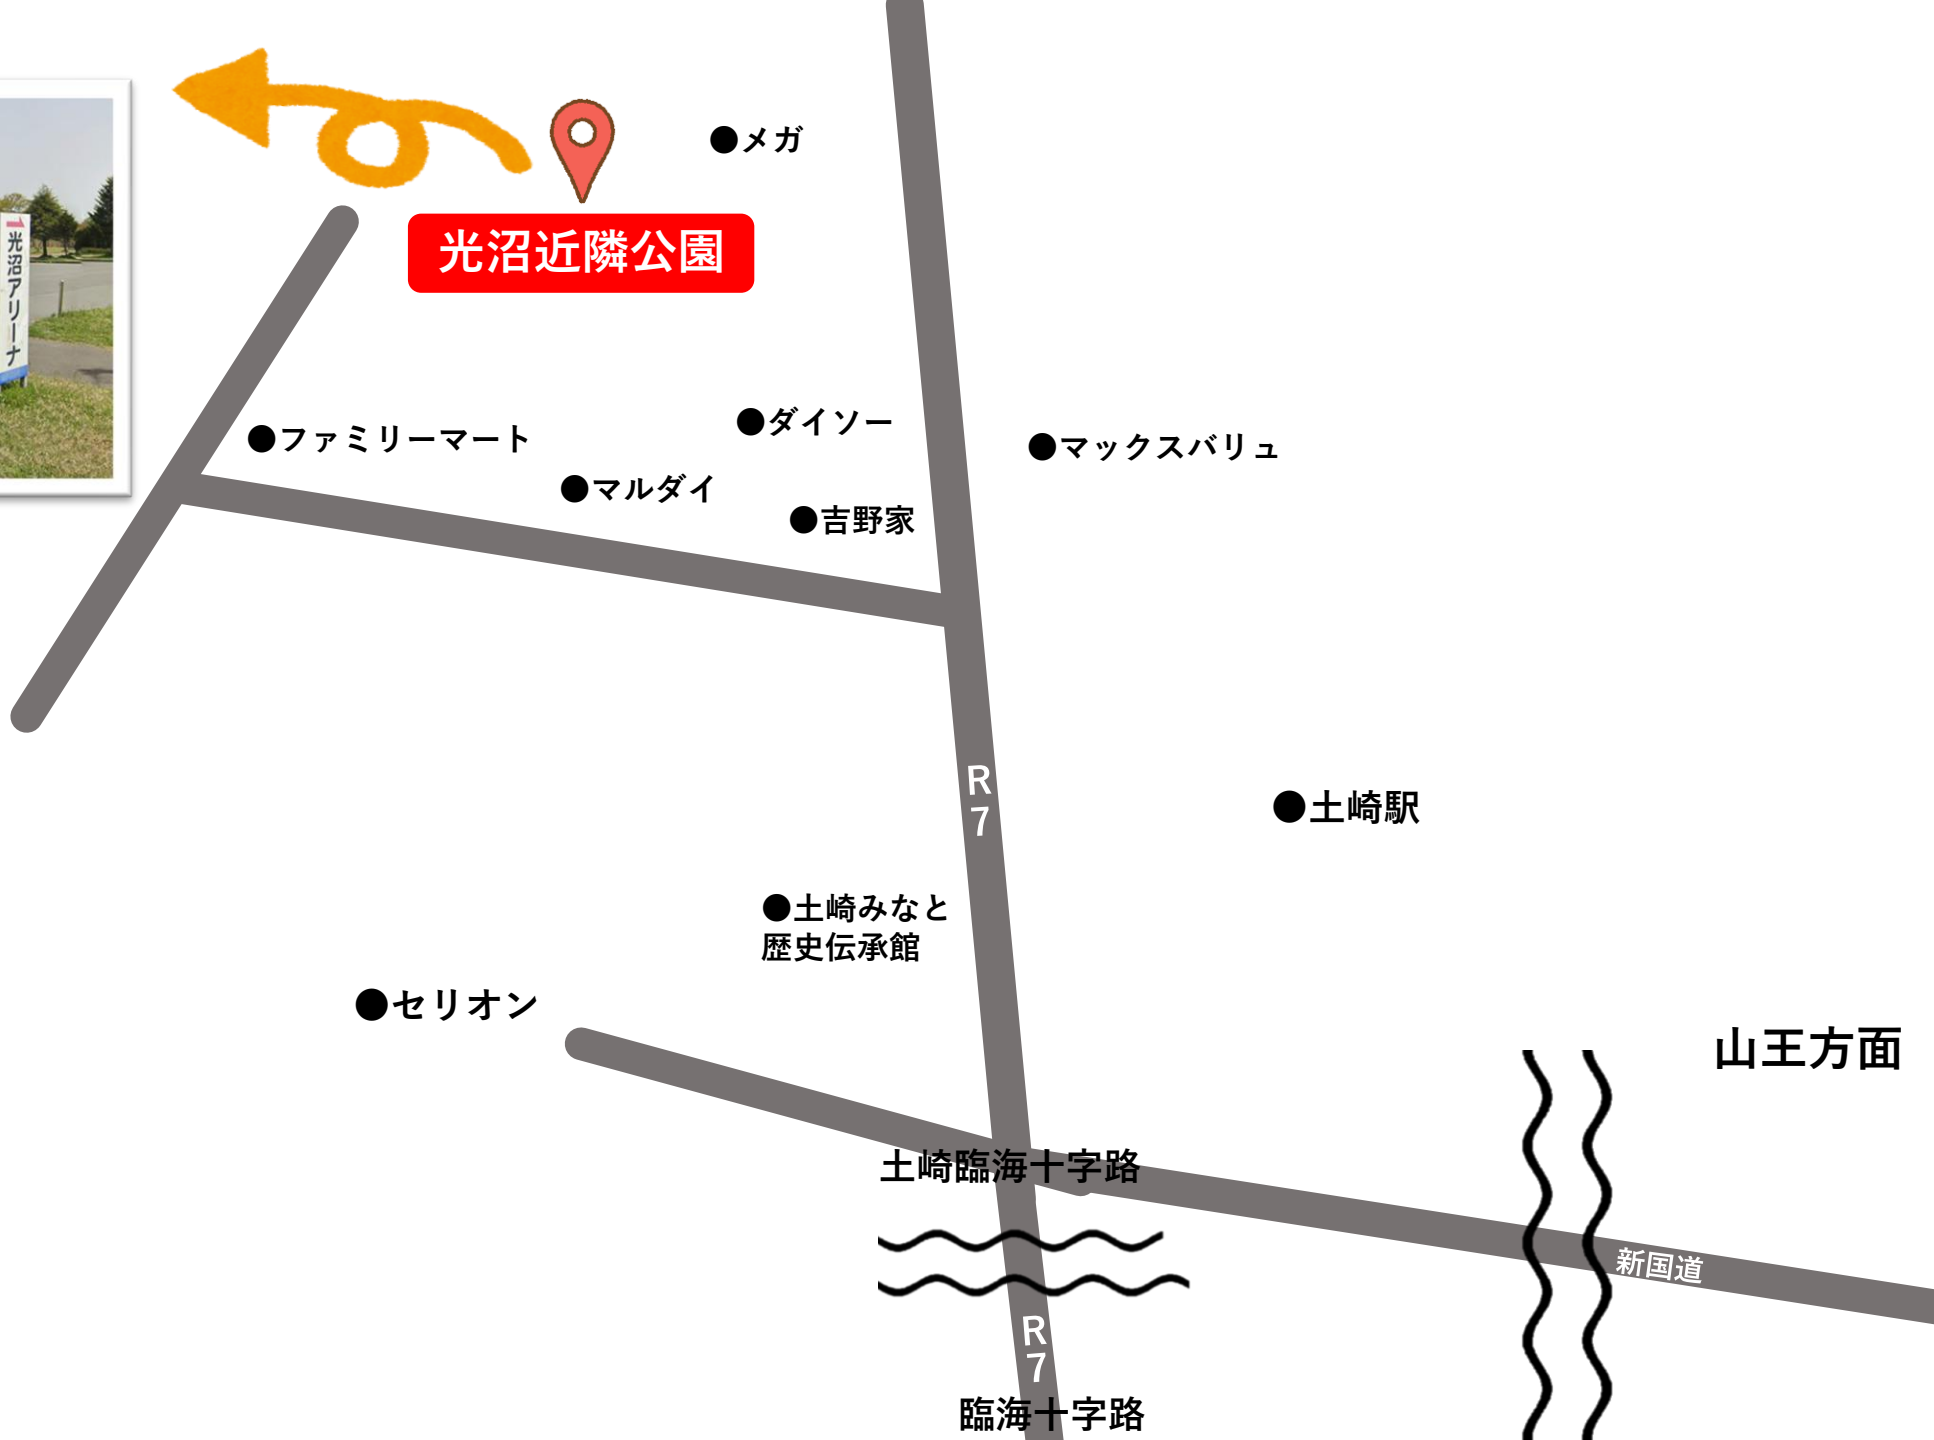 ●メガ
光沼近隣公園
光沼アリーナ
●ファミリーマート
●ダイソー
●マックスバリュ
●マルダイ
●吉野家
R7
●土崎駅
●土崎みなと
歴史伝承館
●セリオン
山王方面
土崎臨海十字路
新国道
R7
臨海十字路